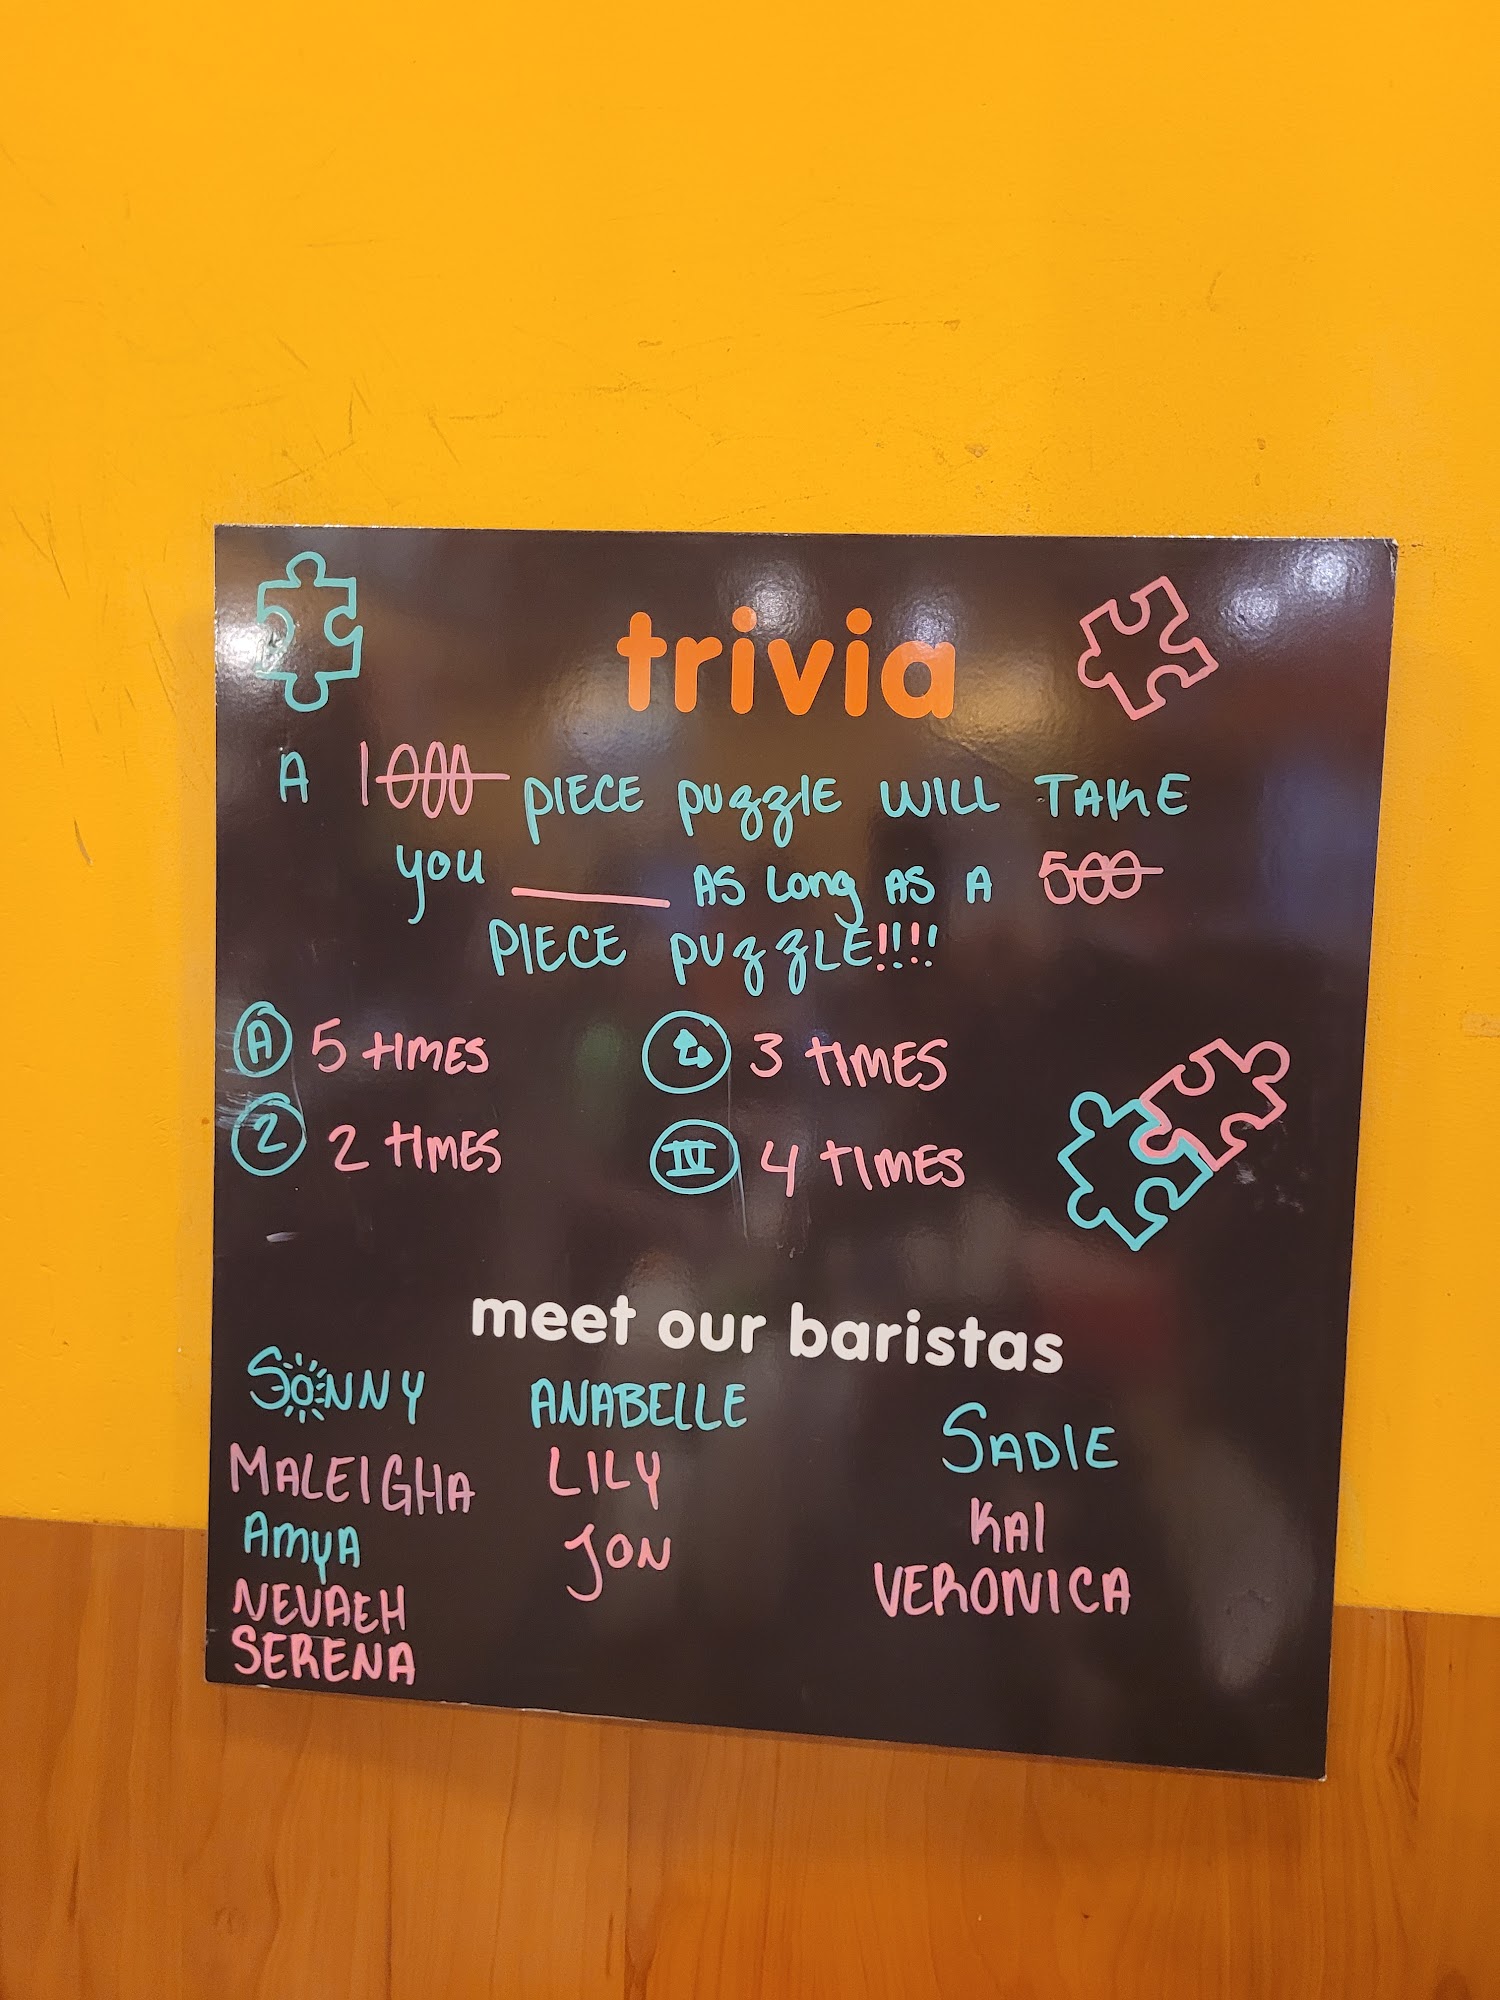 trivia
A 1000 PIECE PUZZLE WILL TAKE
you ____ AS Long AS A 500
PIECE PUZZLE!!!!
A 5 TIMES
3 TIMES
2 2 TIMES
IV 4 TIMES
meet our baristas
SONNY ANABELLE SADIE
MALEIGHA LILY KAI
AMYA JON VERONICA
NEVAEH
SERENA